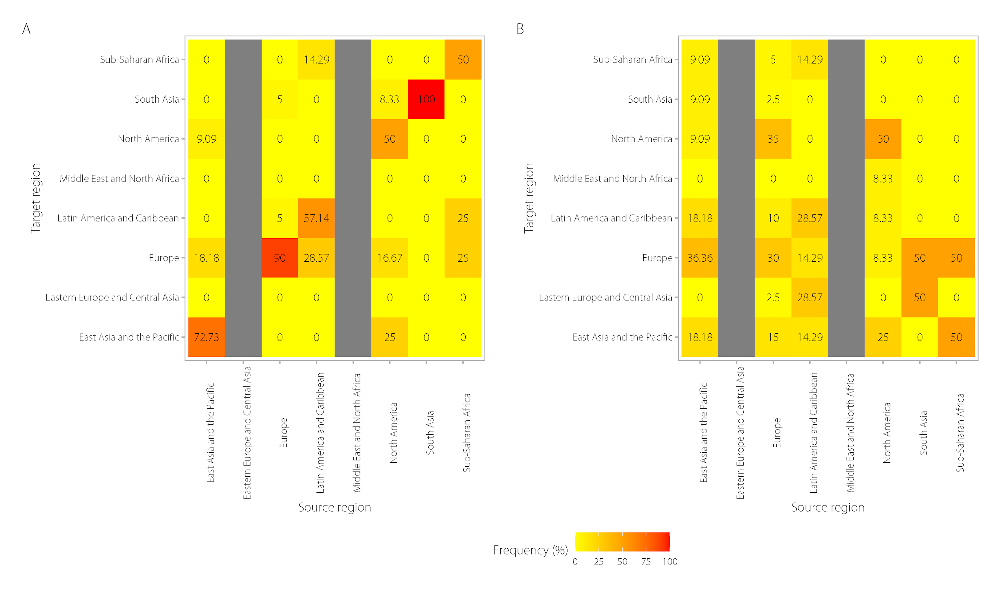 A
B
Target region
Sub-Saharan Africa 0 0 14.29 0 0 50
South Asia 0 5 0 8.33 100 0
North America 9.09 0 0 50 0 0
Middle East and North Africa 0 0 0 0 0 0
Latin America and Caribbean 0 5 57.14 0 0 25
Europe 18.18 90 28.57 16.67 0 25
Eastern Europe and Central Asia 0 0 0 0 0 0
East Asia and the Pacific 72.73 0 0 25 0 0
East Asia and the Pacific
Eastern Europe and Central Asia
Europe
Latin America and Caribbean
Middle East and North Africa
North America
South Asia
Sub-Saharan Africa
Source region
Target region
Sub-Saharan Africa 9.09 5 14.29 0 0 0
South Asia 9.09 2.5 0 0 0 0
North America 9.09 35 0 50 0 0
Middle East and North Africa 0 0 0 8.33 0 0
Latin America and Caribbean 18.18 10 28.57 8.33 0 0
Europe 36.36 30 14.29 8.33 50 50
Eastern Europe and Central Asia 0 2.5 28.57 0 50 0
East Asia and the Pacific 18.18 15 14.29 25 0 50
East Asia and the Pacific
Eastern Europe and Central Asia
Europe
Latin America and Caribbean
Middle East and North Africa
North America
South Asia
Sub-Saharan Africa
Source region
Frequency (%)
0 25 50 75 100